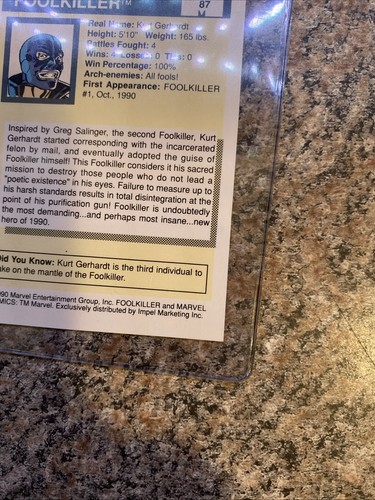 FOOLKILLER™
87
Real Name: Kurt Gerhardt
Height: 5'10" Weight: 165 lbs.
Battles Fought: 4
Wins: 4 Losses: 0 Ties: 0
Win Percentage: 100%
Arch-enemies: All fools!
First Appearance: FOOLKILLER
#1, Oct., 1990
Inspired by Greg Salinger, the second Foolkiller, Kurt
Gerhardt started corresponding with the incarcerated
felon by mail, and eventually adopted the guise of
Foolkiller himself! This Foolkiller considers it his sacred
mission to destroy those people who do not lead a
"poetic existence" in his eyes. Failure to measure up to
his harsh standards results in total disintegration at the
point of his purification gun! Foolkiller is undoubtedly
the most demanding...and perhaps most insane...new
hero of 1990.
Did You Know: Kurt Gerhardt is the third individual to
ake on the mantle of the Foolkiller.
90 Marvel Entertainment Group, Inc. FOOLKILLER and MARVEL
MICS: TM Marvel. Exclusively distributed by Impel Marketing Inc.